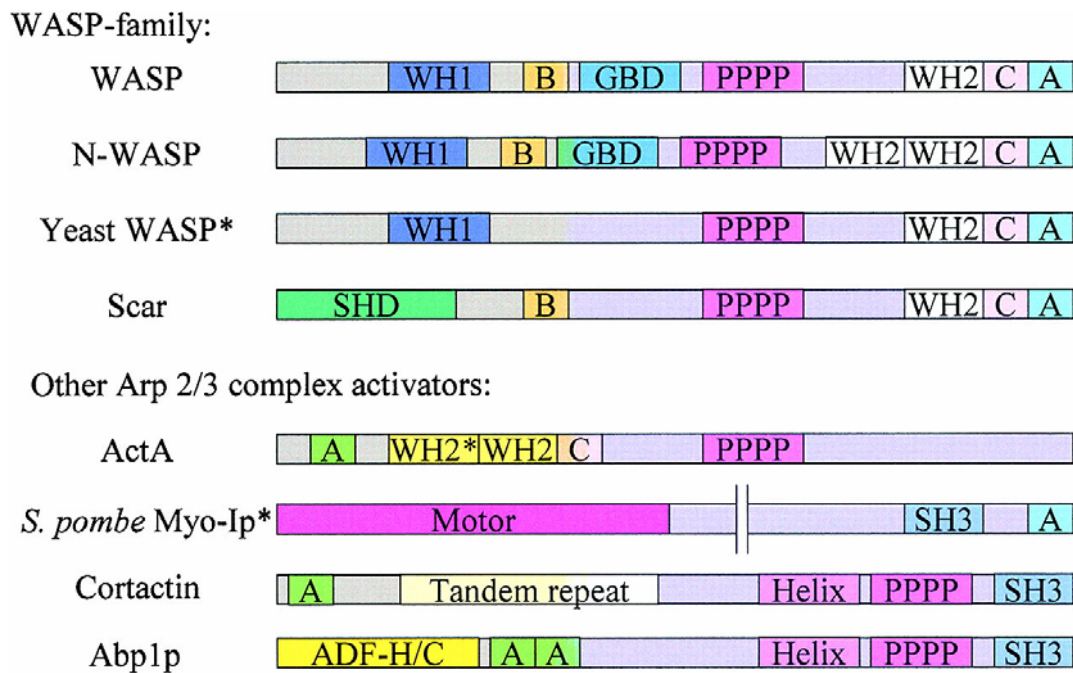 WASP-family:
WASP WH1 B GBD PPPP WH2 C A
N-WASP WH1 B GBD PPPP WH2 WH2 C A
Yeast WASP* WH1 PPPP WH2 C A
Scar SHD B PPPP WH2 C A
Other Arp 2/3 complex activators:
ActA A WH2* WH2 C PPPP
S. pombe Myo-Ip* Motor SH3 A
Cortactin A Tandem repeat Helix PPPP SH3
Abp1p ADF-H/C A A Helix PPPP SH3